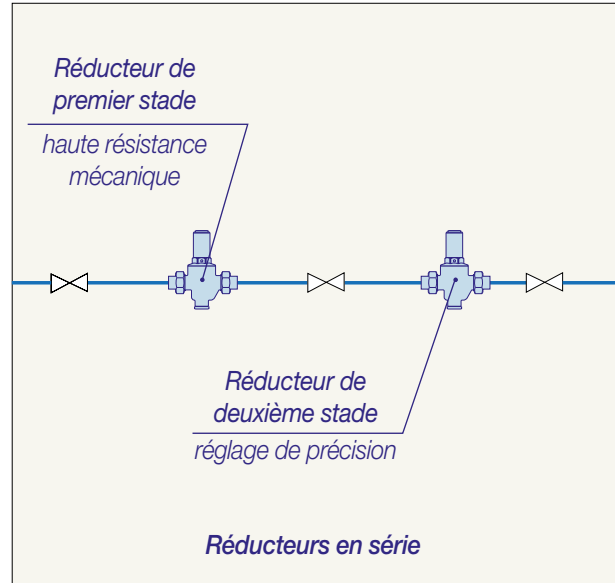 Réducteur de
premier stade
haute résistance
mécanique
Réducteur de
deuxième stade
réglage de précision
Réducteurs en série